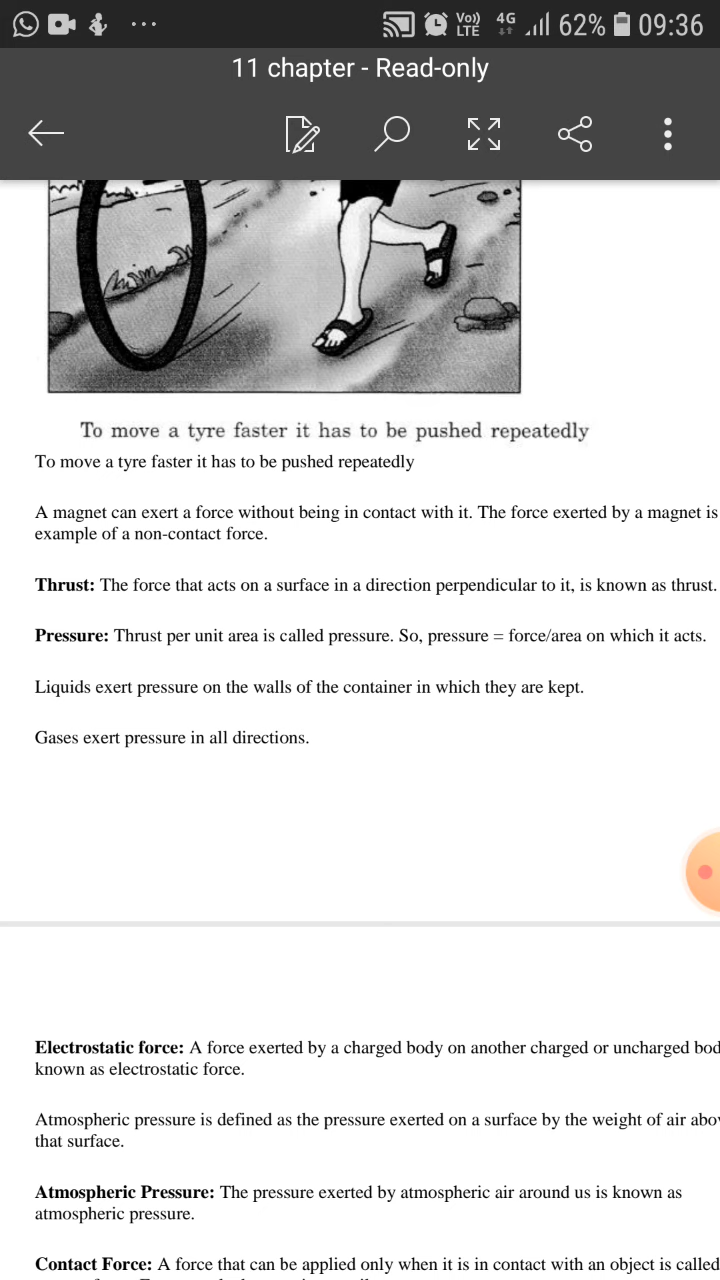 Vo))
LTE
4G
62%
09:36
11 chapter - Read-only
To move a tyre faster it has to be pushed repeatedly
To move a tyre faster it has to be pushed repeatedly
A magnet can exert a force without being in contact with it. The force exerted by a magnet is
example of a non-contact force.
Thrust: The force that acts on a surface in a direction perpendicular to it, is known as thrust.
Pressure: Thrust per unit area is called pressure. So, pressure = force/area on which it acts.
Liquids exert pressure on the walls of the container in which they are kept.
Gases exert pressure in all directions.
Electrostatic force: A force exerted by a charged body on another charged or uncharged bod
known as electrostatic force.
Atmospheric pressure is defined as the pressure exerted on a surface by the weight of air abo
that surface.
Atmospheric Pressure: The pressure exerted by atmospheric air around us is known as
atmospheric pressure.
Contact Force: A force that can be applied only when it is in contact with an object is called